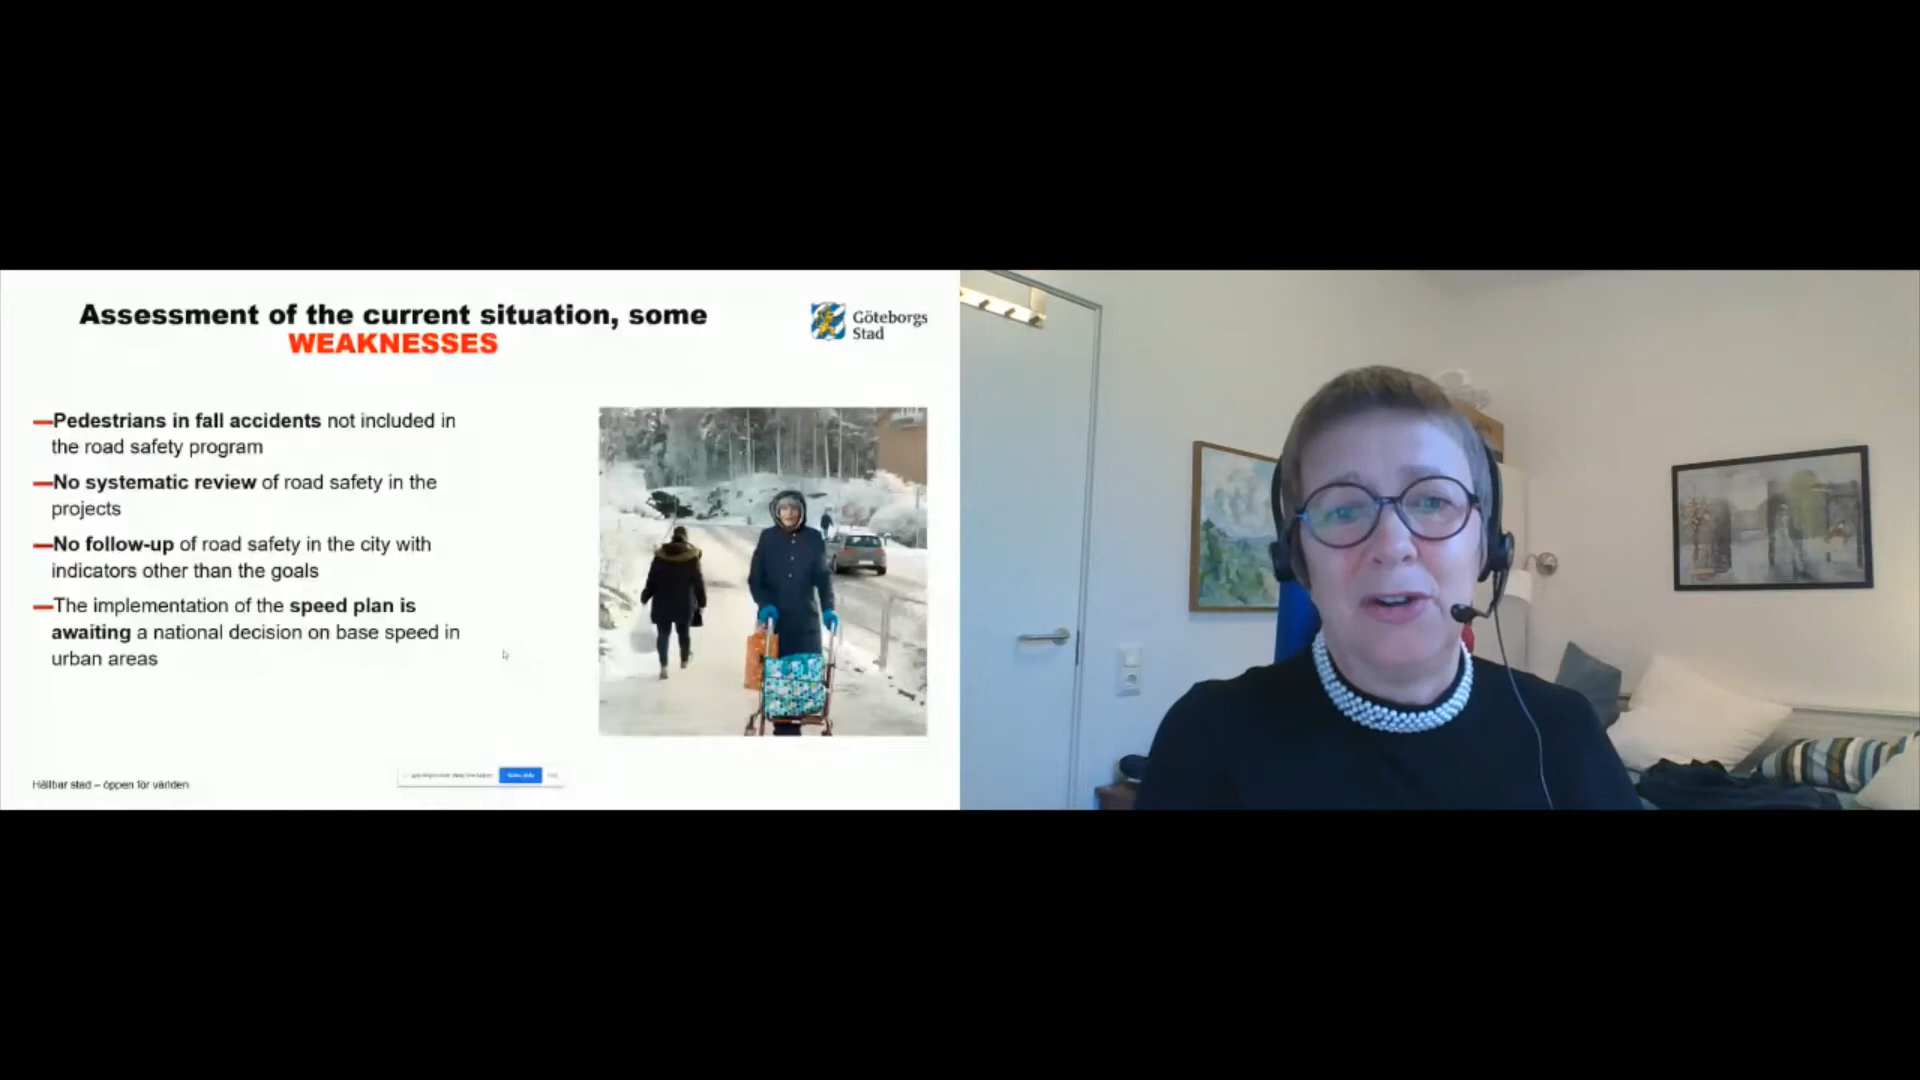 Assessment of the current situation, some
WEAKNESSES
Göteborgs
Stad
—Pedestrians in fall accidents not included in
the road safety program
—No systematic review of road safety in the
projects
—No follow-up of road safety in the city with
indicators other than the goals
—The implementation of the speed plan is
awaiting a national decision on base speed in
urban areas
Hållbar stad – öppen för världen